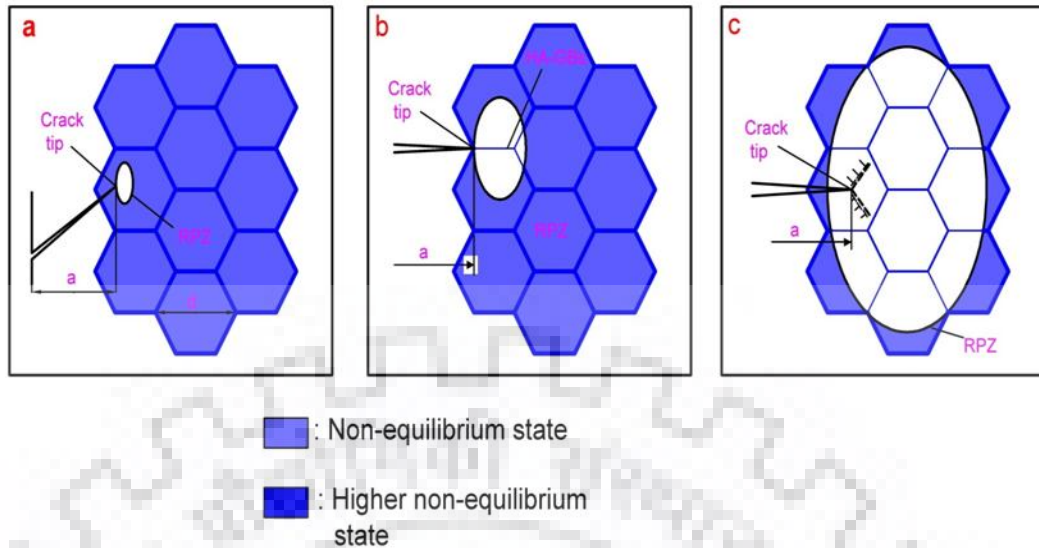 a
Crack
tip
RPZ
a
d
b
HA GBs
Crack
tip
RPZ
a
c
Crack
tip
a
RPZ
: Non-equilibrium state
: Higher non-equilibrium
state